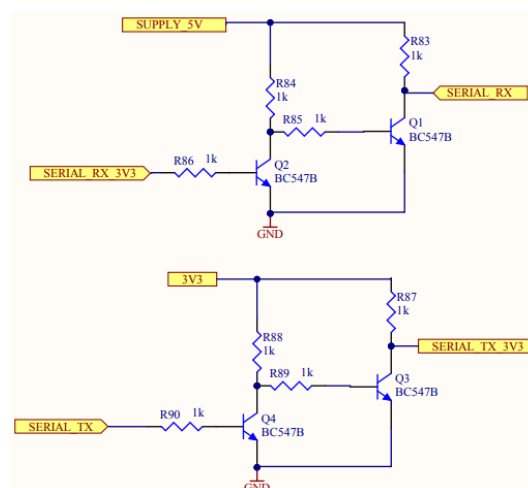 SUPPLY_5V
R83
1k
R84
1k
SERIAL_RX
R85 1k
Q1
BC547B
R86 1k
Q2
BC547B
SERIAL_RX_3V3
GND
3V3
R87
1k
R88
1k
SERIAL_TX_3V3
R89 1k
Q3
BC547B
R90 1k
Q4
BC547B
SERIAL_TX
GND